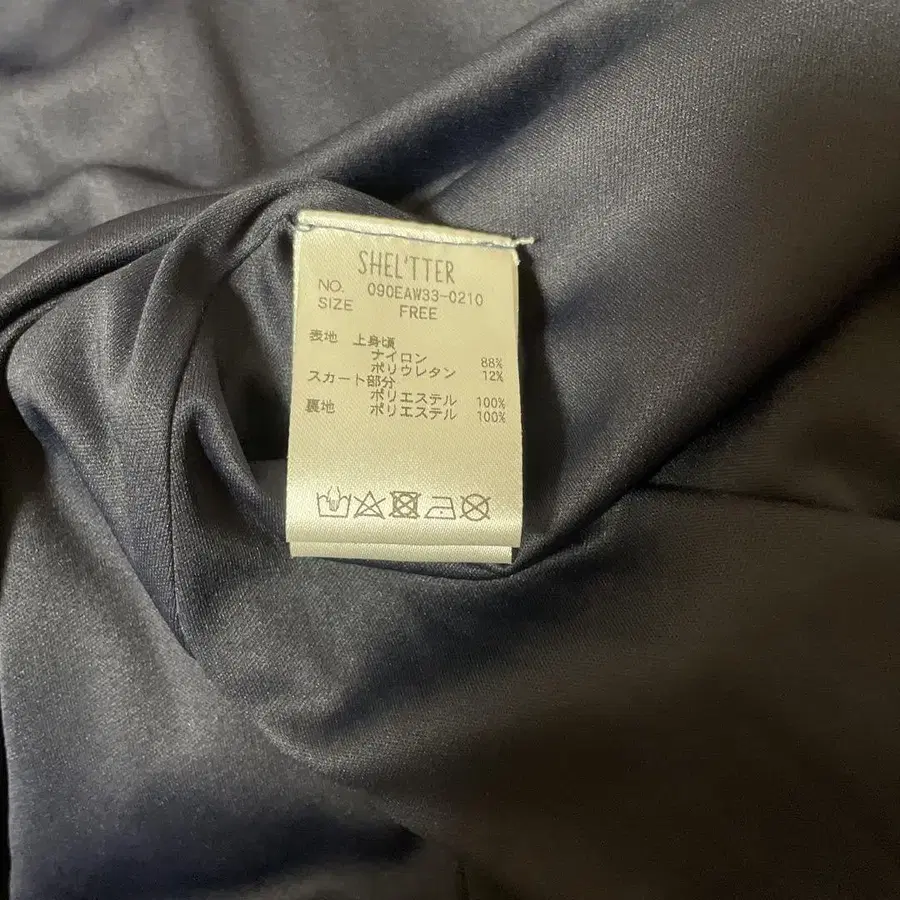 SHEL'TTER
NO. 090EAW33-0210
SIZE FREE
表地 上身頃
ナイロン 88%
ポリウレタン 12%
スカート部分
ポリエステル 100%
裏地 ポリエステル 100%